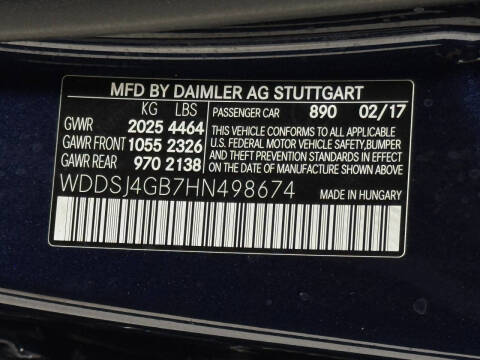 MFD BY DAIMLER AG STUTTGART
KG LBS PASSENGER CAR 890 02/17
GVWR 2025 4464
GAWR FRONT 1055 2326
GAWR REAR 970 2138
THIS VEHICLE CONFORMS TO ALL APPLICABLE
U.S. FEDERAL MOTOR VEHICLE SAFETY,BUMPER
AND THEFT PREVENTION STANDARDS IN EFFECT
ON THE DATE OF MANUFACTURE SHOWN ABOVE
WDDSJ4GB7HN498674 MADE IN HUNGARY